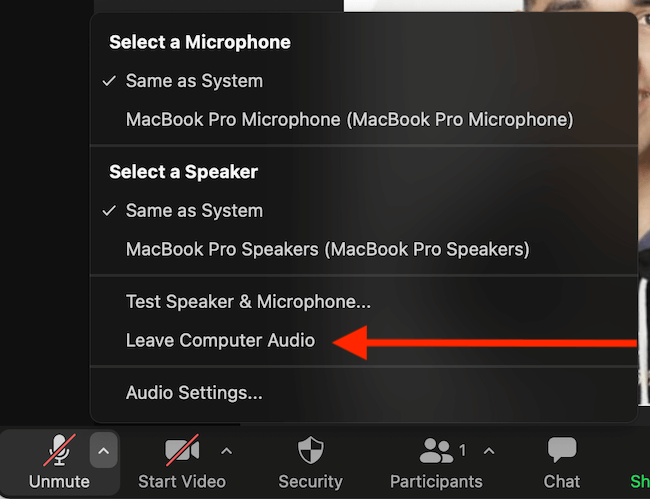 Select a Microphone
Same as System
MacBook Pro Microphone (MacBook Pro Microphone)
Select a Speaker
Same as System
MacBook Pro Speakers (MacBook Pro Speakers)
Test Speaker & Microphone...
Leave Computer Audio
Audio Settings...
1
Unmute Start Video Security Participants Chat Sh